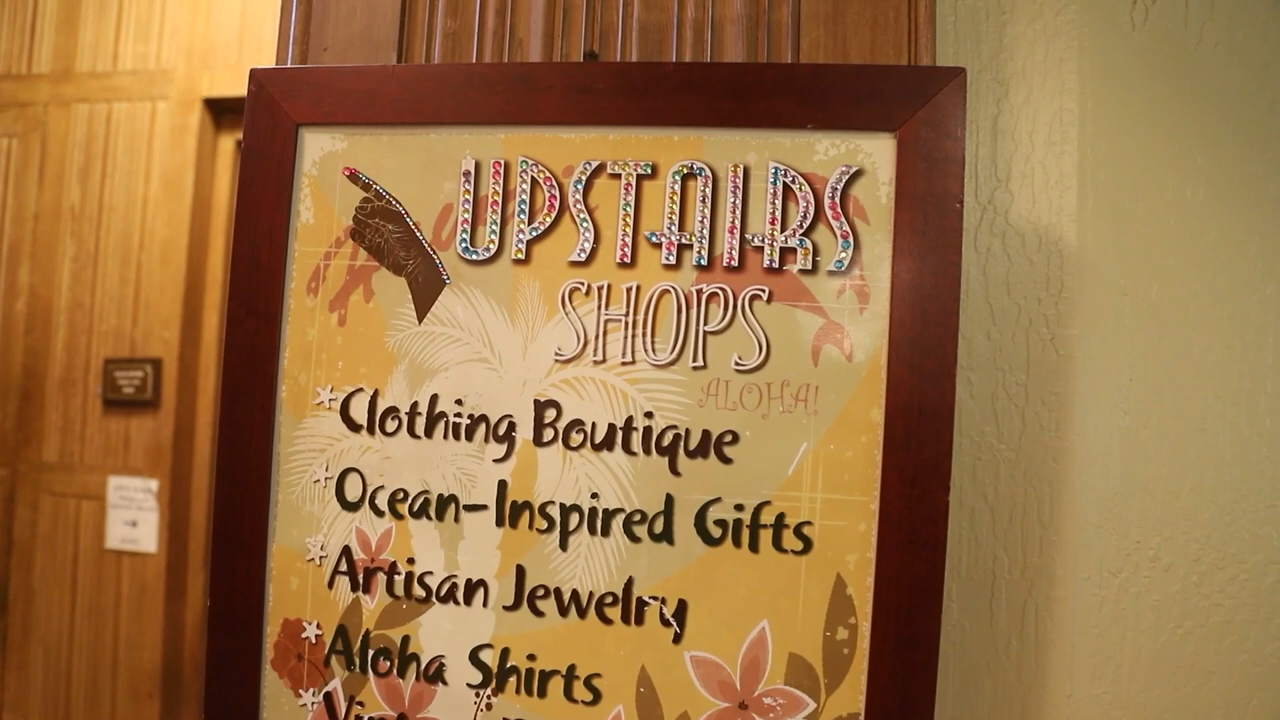 UPSTAIRS
SHOPS
ALOHA!
Clothing Boutique
Ocean-Inspired Gifts
Artisan Jewelry
Aloha Shirts